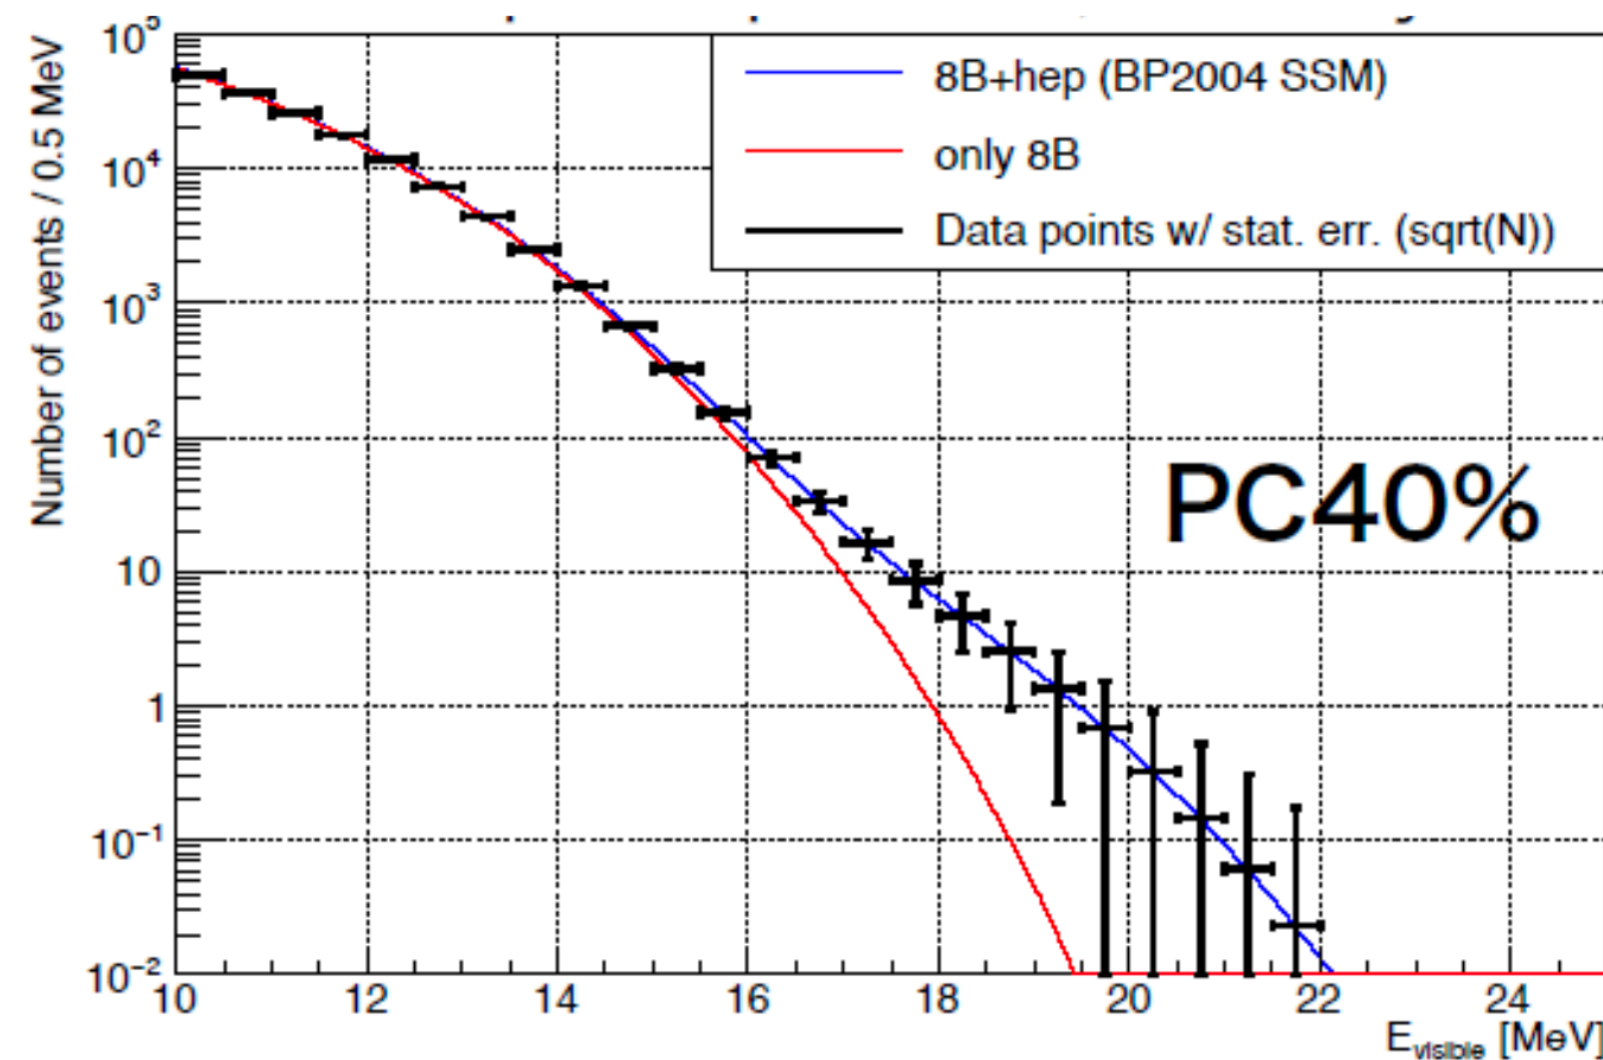 8B+hep (BP2004 SSM)
only 8B
Data points w/ stat. err. (sqrt(N))
PC40%
Number of events / 0.5 MeV
10⁵
10⁴
10³
10²
10
1
10⁻¹
10⁻²
10 12 14 16 18 20 22 24
E_visible [MeV]